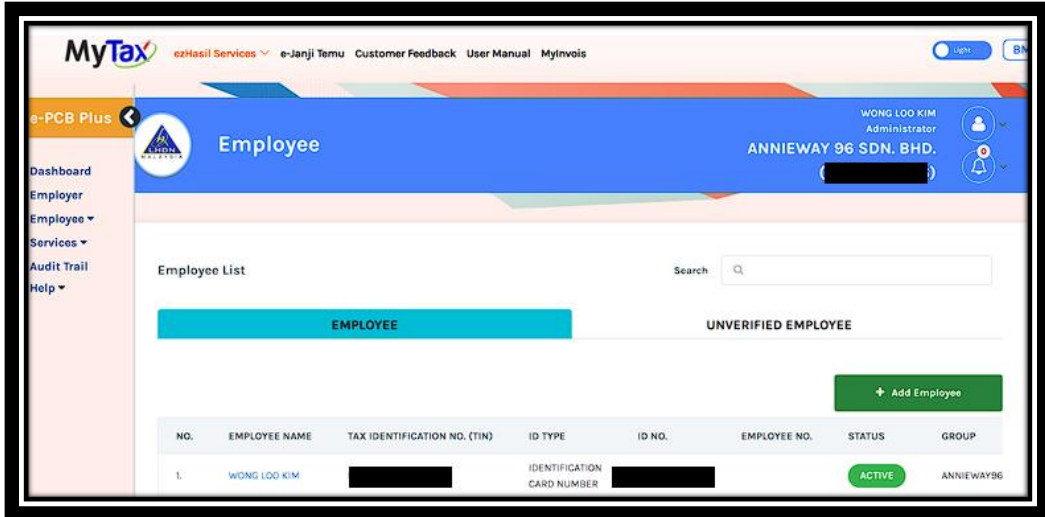 MyTax ezHasil Services e-Janji Temu Customer Feedback User Manual MyInvois Light BM
e-PCB Plus
LHDN
MALAYSIA
Employee
WONG LOO KIM
Administrator
ANNIEWAY 96 SDN. BHD.
0
Dashboard
Employer
Employee
Services
Audit Trail
Help
Employee List Search
EMPLOYEE UNVERIFIED EMPLOYEE
+ Add Employee
NO. EMPLOYEE NAME TAX IDENTIFICATION NO. (TIN) ID TYPE ID NO. EMPLOYEE NO. STATUS GROUP
1. WONG LOO KIM IDENTIFICATION CARD NUMBER ACTIVE ANNIEWAY96